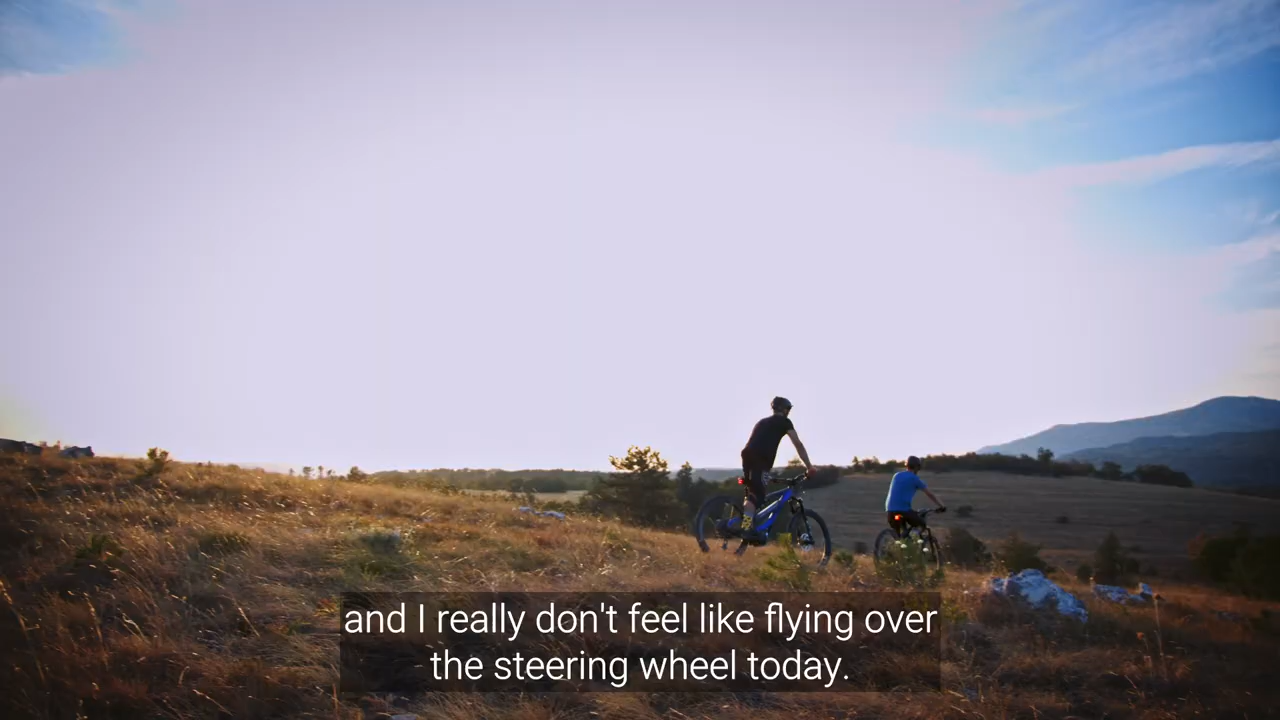 and I really don't feel like flying over
the steering wheel today.